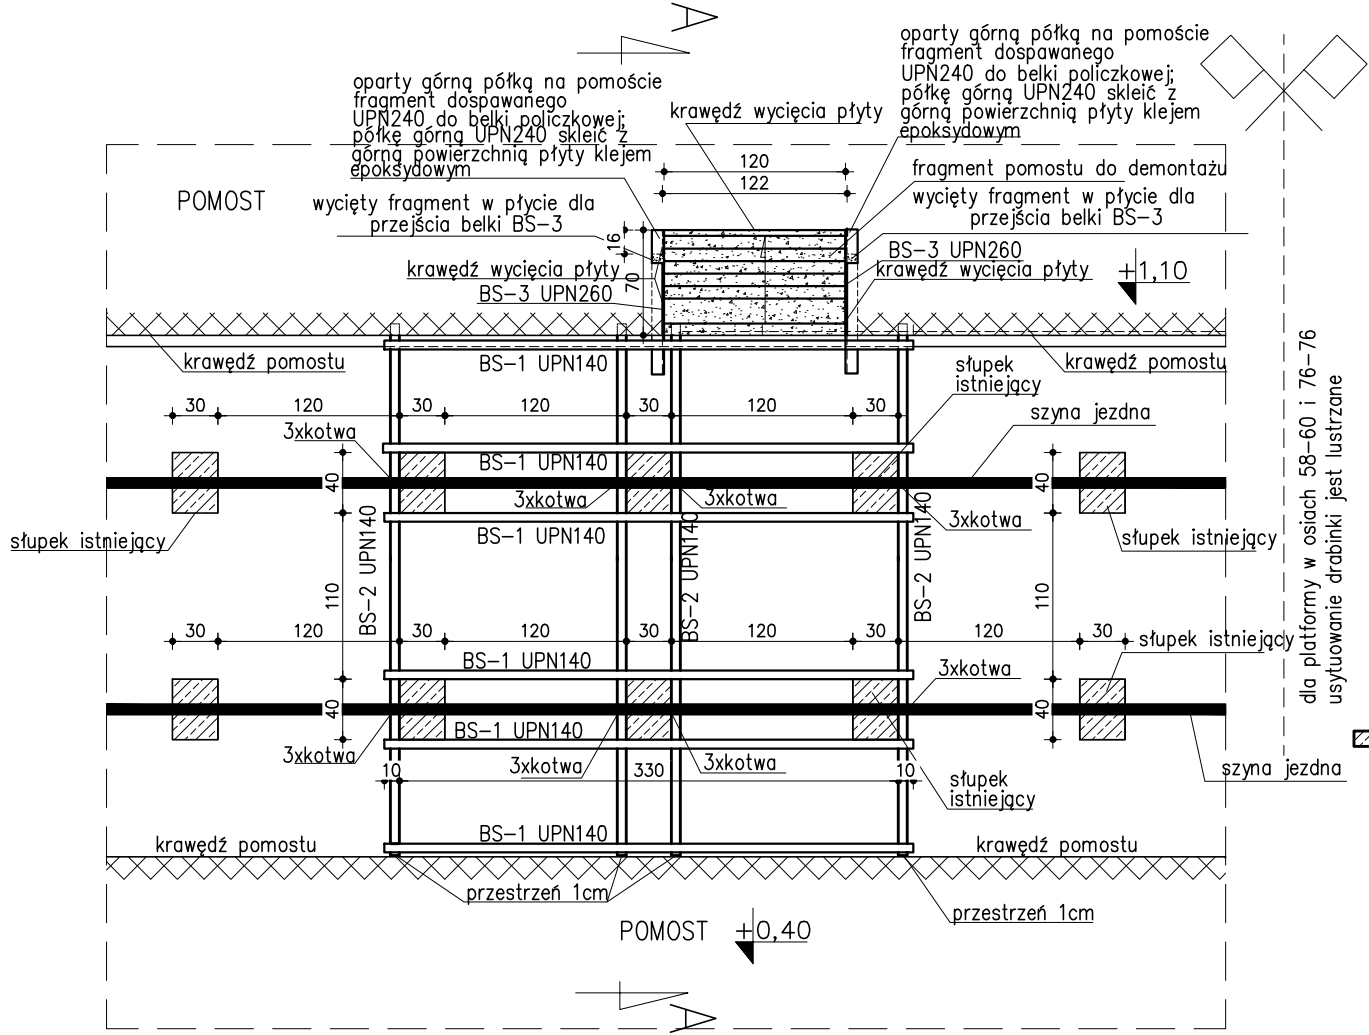 A
oparty górną półką na pomoście
fragment dospawanego
UPN240 do belki policzkowej;
półkę górną UPN240 skleić z
górną powierzchnią płyty klejem
epoksydowym
krawędź wycięcia płyty
oparty górną półką na pomoście
fragment dospawanego
UPN240 do belki policzkowej;
półkę górną UPN240 skleić z
górną powierzchnią płyty klejem
epoksydowym
120
122
fragment pomostu do demontażu
POMOST
wycięty fragment w płycie dla
przejścia belki BS-3
wycięty fragment w płycie dla
przejścia belki BS-3
16
70
krawędź wycięcia płyty
BS-3 UPN260
BS-3 UPN260
krawędź wycięcia płyty
+1,10
krawędź pomostu
BS-1 UPN140
słupek
istniejący
krawędź pomostu
30
120
30
120
30
120
30
szyna jezdna
3xkotwa
BS-1 UPN140
40
40
3xkotwa
3xkotwa
3xkotwa
słupek istniejący
BS-1 UPN140
słupek istniejący
BS-2 UPN140
BS-2 UPN140
BS-2 UPN140
110
110
30
120
30
120
30
120
30
120
30
słupek istniejący
BS-1 UPN140
3xkotwa
40
40
BS-1 UPN140
3xkotwa
3xkotwa
3xkotwa
10
330
10
słupek
istniejący
szyna jezdna
dla platformy w osiach 58-60 i 76-76
usytuowanie drabinki jest lustrzane
BS-1 UPN140
krawędź pomostu
krawędź pomostu
przestrzeń 1cm
przestrzeń 1cm
POMOST
+0,40
A